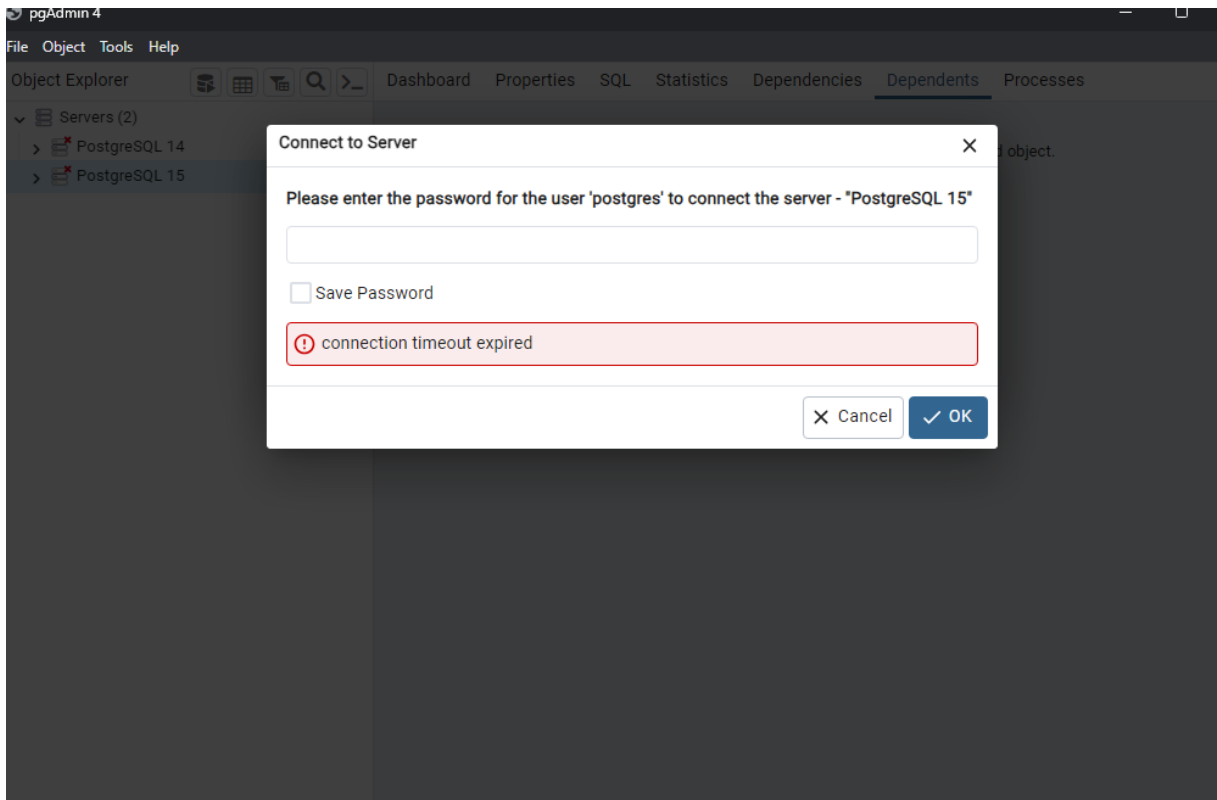 pgAdmin 4
File Object Tools Help
Object Explorer
Dashboard Properties SQL Statistics Dependencies Dependents Processes
Servers (2)
PostgreSQL 14
PostgreSQL 15
Connect to Server
object.
Please enter the password for the user 'postgres' to connect the server - "PostgreSQL 15"
Save Password
connection timeout expired
Cancel OK